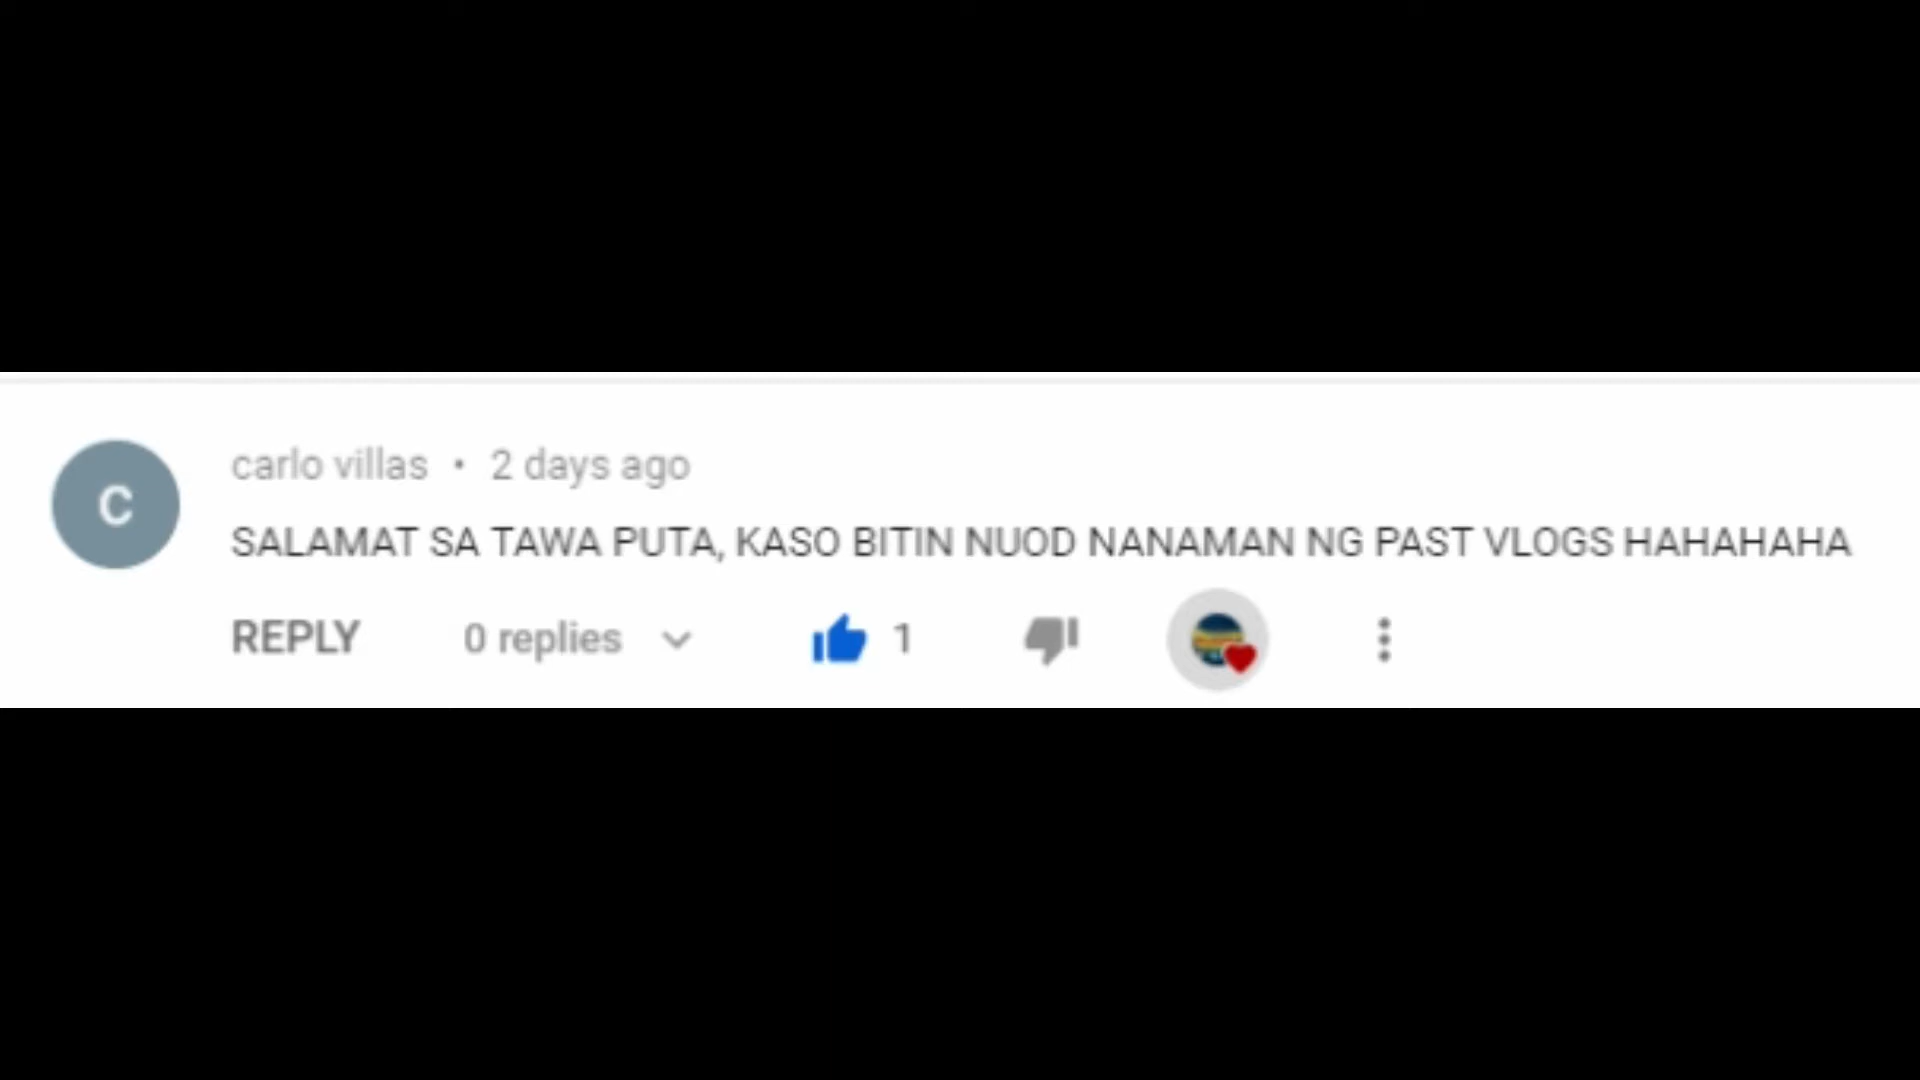 C
carlo villas • 2 days ago
SALAMAT SA TAWA PUTA, KASO BITIN NUOD NANAMAN NG PAST VLOGS HAHAHAHA
REPLY 0 replies 1